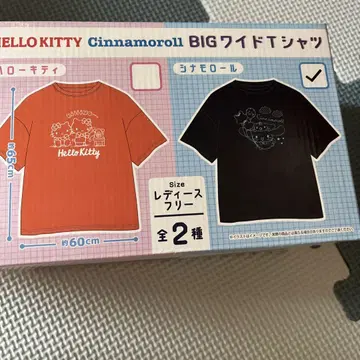 HELLO KITTY Cinnamoroll BIGワイドTシャツ
ハローキティ
シナモロール
Hello Kitty
約65cm
約60cm
Size
レディース
フリー
全2種